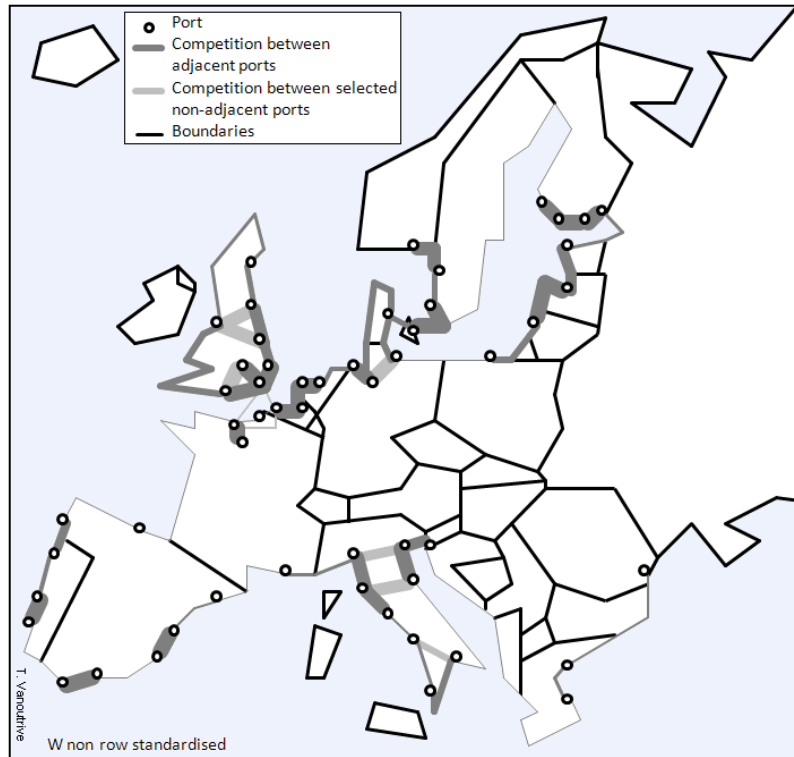 Port
Competition between
adjacent ports
Competition between selected
non-adjacent ports
Boundaries
T. Vanoutrive
W non row standardised